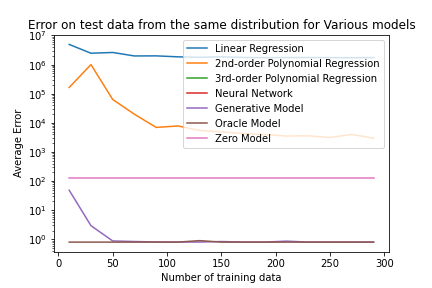 Error on test data from the same distribution for Various models
Linear Regression
2nd-order Polynomial Regression
3rd-order Polynomial Regression
Neural Network
Generative Model
Oracle Model
Zero Model
Average Error
10⁷
10⁶
10⁵
10⁴
10³
10²
10¹
10⁰
0 50 100 150 200 250 300
Number of training data